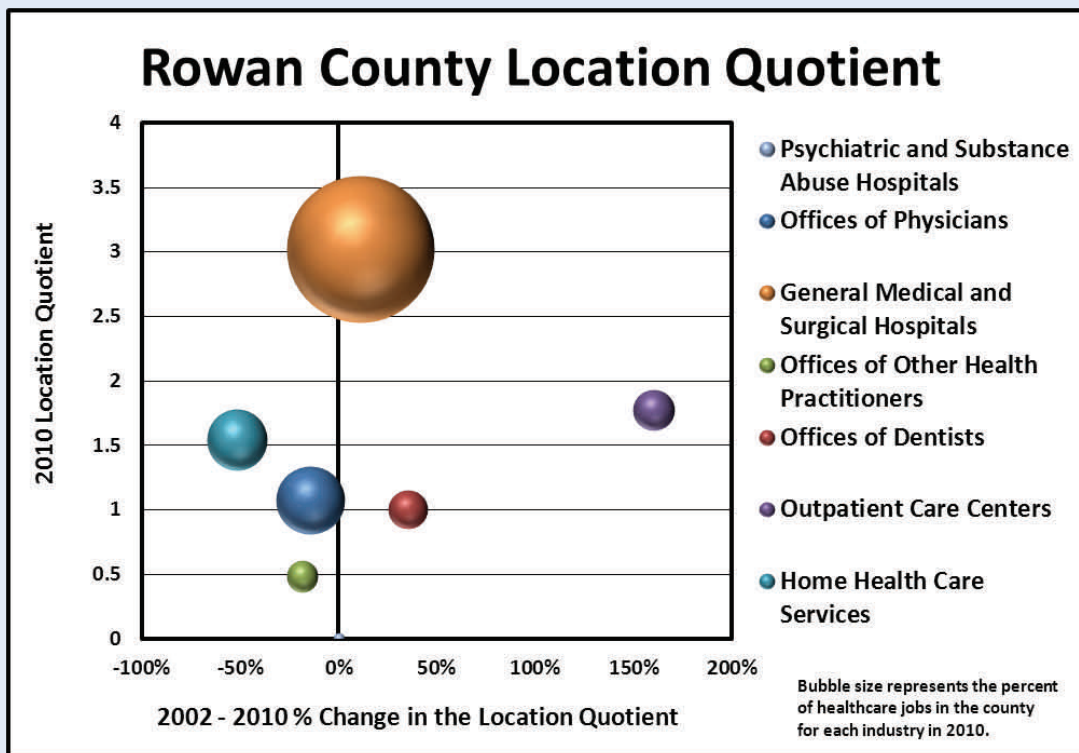 Rowan County Location Quotient
4
3.5
3
2.5
2
1.5
1
0.5
0
2010 Location Quotient
-100%
-50%
0%
50%
100%
150%
200%
2002 - 2010 % Change in the Location Quotient
Psychiatric and Substance
Abuse Hospitals
Offices of Physicians
General Medical and
Surgical Hospitals
Offices of Other Health
Practitioners
Offices of Dentists
Outpatient Care Centers
Home Health Care
Services
Bubble size represents the percent
of healthcare jobs in the county
for each industry in 2010.